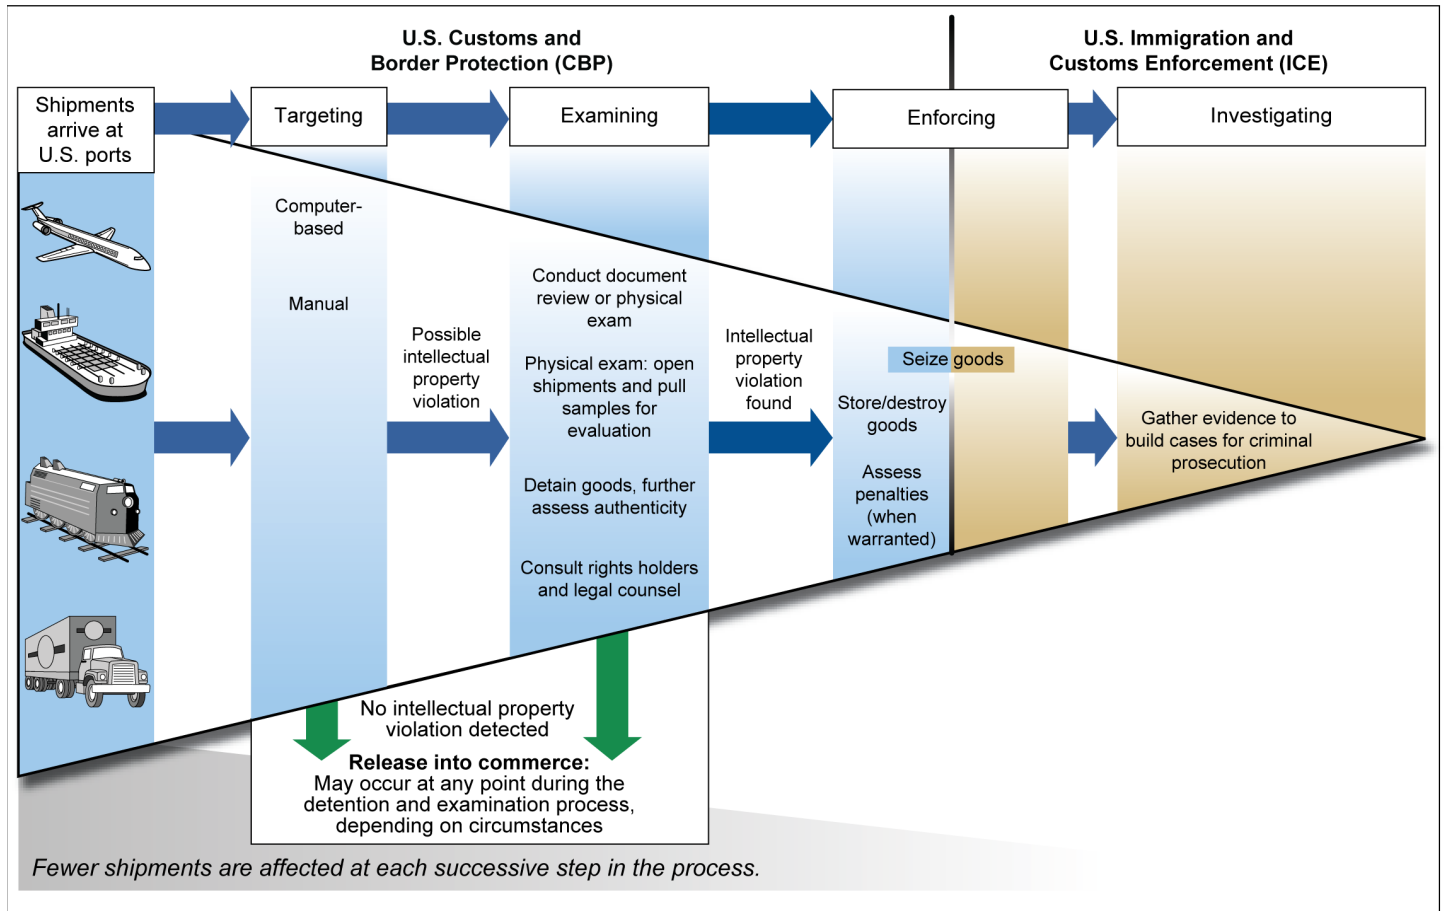 U.S. Customs and
Border Protection (CBP)
U.S. Immigration and
Customs Enforcement (ICE)
Shipments
arrive at
U.S. ports
Targeting
Examining
Enforcing
Investigating
Computer-
based
Manual
Possible
intellectual
property
violation
Conduct document
review or physical
exam
Physical exam: open
shipments and pull
samples for
evaluation
Detain goods, further
assess authenticity
Consult rights holders
and legal counsel
Intellectual
property
violation
found
Seize goods
Store/destroy
goods
Assess
penalties
(when
warranted)
Gather evidence to
build cases for criminal
prosecution
No intellectual property
violation detected
Release into commerce:
May occur at any point during the
detention and examination process,
depending on circumstances
Fewer shipments are affected at each successive step in the process.